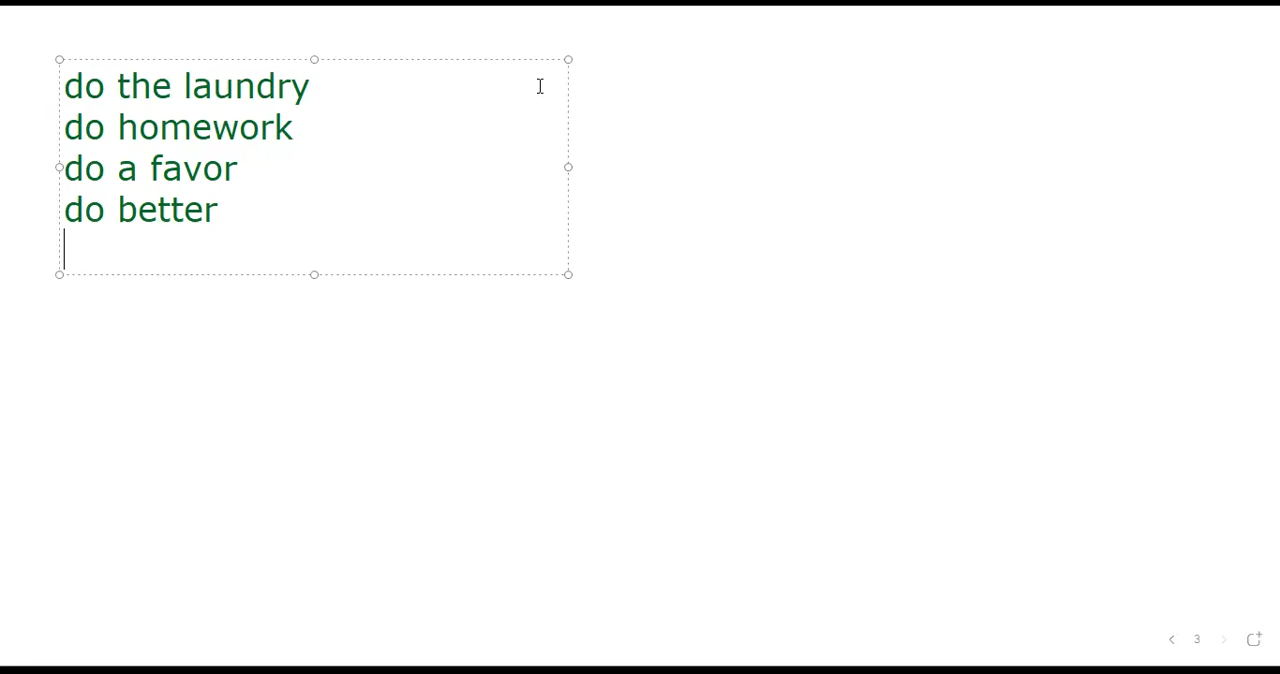 do the laundry
do homework
do a favor
do better
3